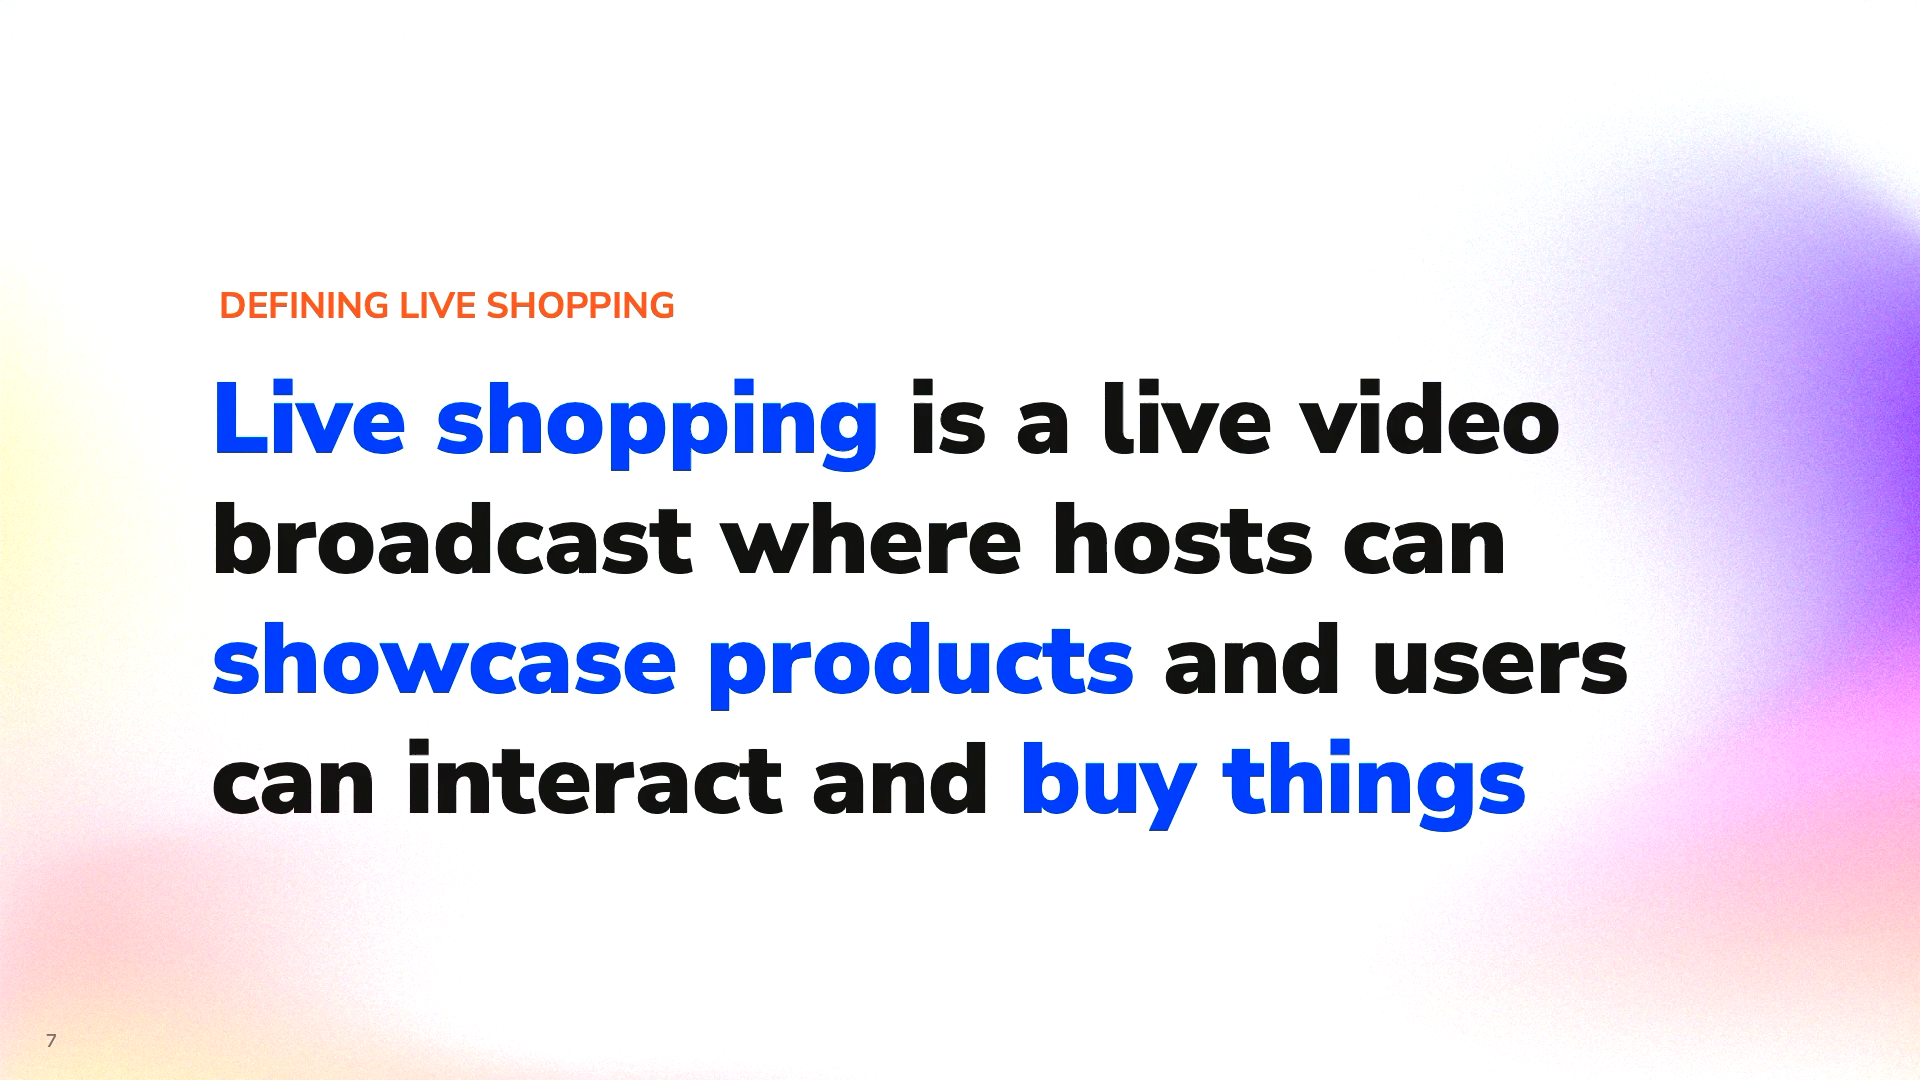 DEFINING LIVE SHOPPING
Live shopping is a live video
broadcast where hosts can
showcase products and users
can interact and buy things
7